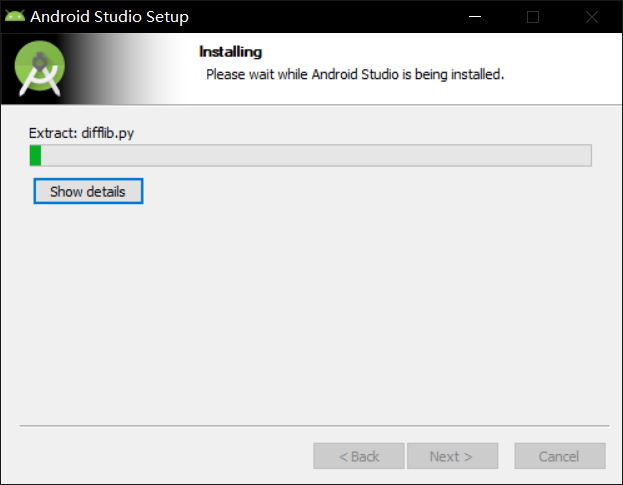 Android Studio Setup
Installing
Please wait while Android Studio is being installed.
Extract: difflib.py
Show details
< Back
Next >
Cancel